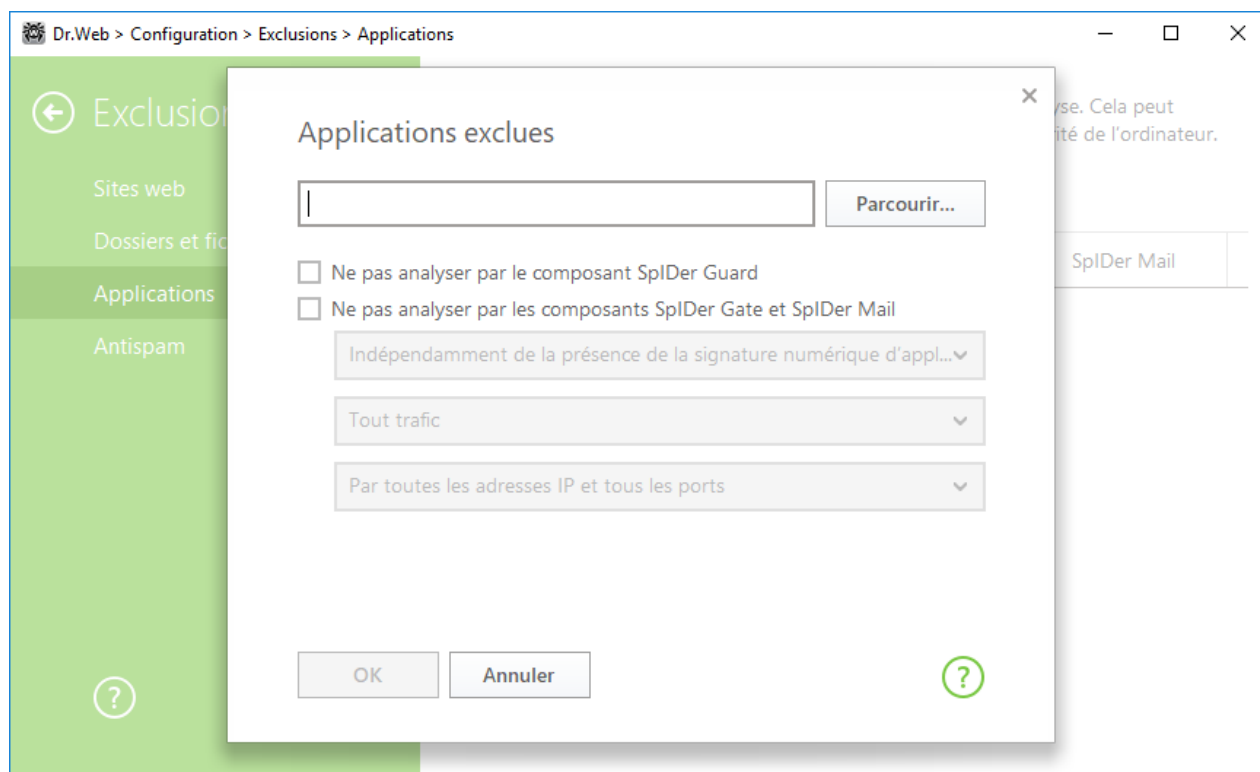 Dr.Web > Configuration > Exclusions > Applications
Exclusion
yse. Cela peut
rité de l'ordinateur.
Applications exclues
Parcourir...
Sites web
Dossiers et fic
Applications
Antispam
SpIDer Mail
Ne pas analyser par le composant SpIDer Guard
Ne pas analyser par les composants SpIDer Gate et SpIDer Mail
Indépendamment de la présence de la signature numérique d'appl...
Tout trafic
Par toutes les adresses IP et tous les ports
OK
Annuler
?
?